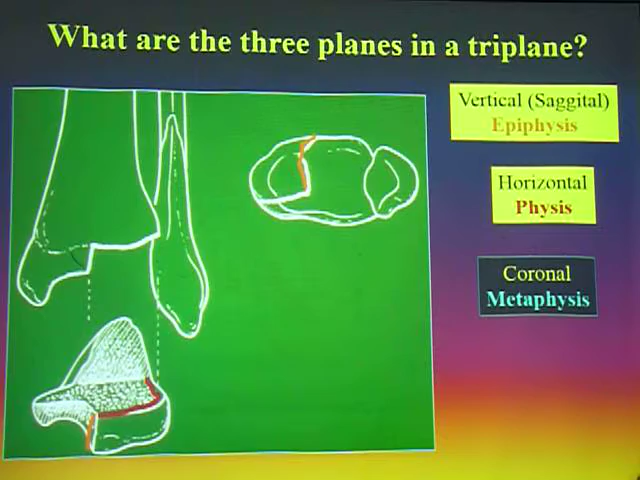 What are the three planes in a triplane?
Vertical (Saggital)
Epiphysis
Horizontal
Physis
Coronal
Metaphysis